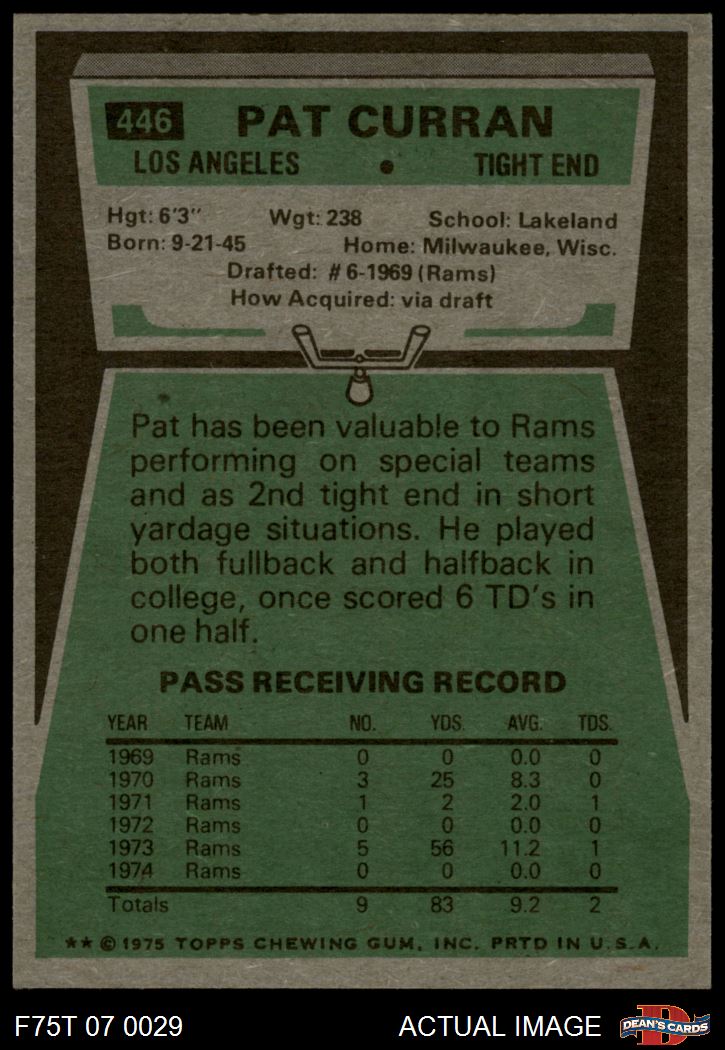 446 PAT CURRAN
LOS ANGELES • TIGHT END
Hgt: 6'3" Wgt: 238 School: Lakeland
Born: 9-21-45 Home: Milwaukee, Wisc.
Drafted: #6-1969 (Rams)
How Acquired: via draft
Pat has been valuable to Rams
performing on special teams
and as 2nd tight end in short
yardage situations. He played
both fullback and halfback in
college, once scored 6 TD's in
one half.
PASS RECEIVING RECORD
YEAR TEAM NO. YDS. AVG. TDS.
1969 Rams 0 0 0.0 0
1970 Rams 3 25 8.3 0
1971 Rams 1 2 2.0 1
1972 Rams 0 0 0.0 0
1973 Rams 5 56 11.2 1
1974 Rams 0 0 0.0 0
Totals 9 83 9.2 2
** © 1975 TOPPS CHEWING GUM, INC. PRTD IN U.S.A.
F75T 07 0029 ACTUAL IMAGE D DEAN'S CARDS